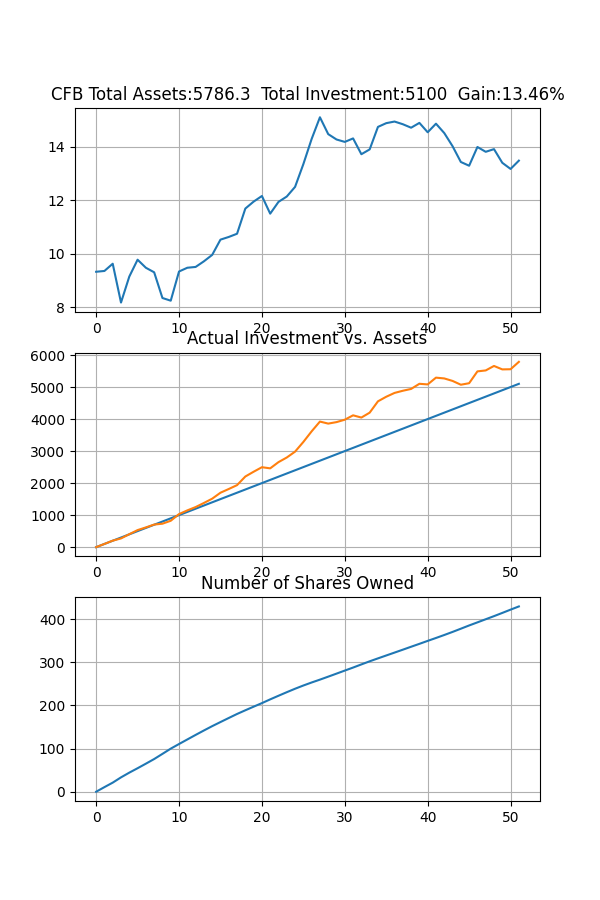 CFB Total Assets:5786.3  Total Investment:5100  Gain:13.46%
14
12
10
8
0 10 20 30 40 50
Actual Investment vs. Assets
6000
5000
4000
3000
2000
1000
0
0 10 20 30 40 50
Number of Shares Owned
400
300
200
100
0
0 10 20 30 40 50